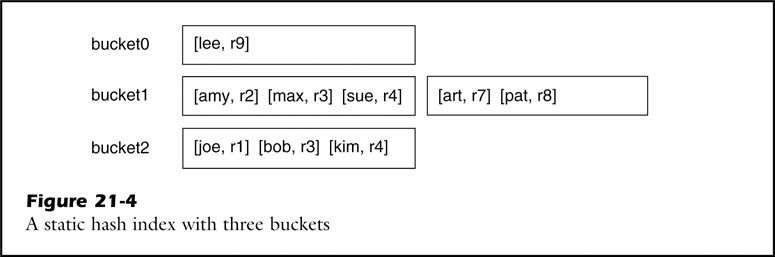 bucket0 [lee, r9]
bucket1 [amy, r2] [max, r3] [sue, r4] [art, r7] [pat, r8]
bucket2 [joe, r1] [bob, r3] [kim, r4]
Figure 21-4
A static hash index with three buckets